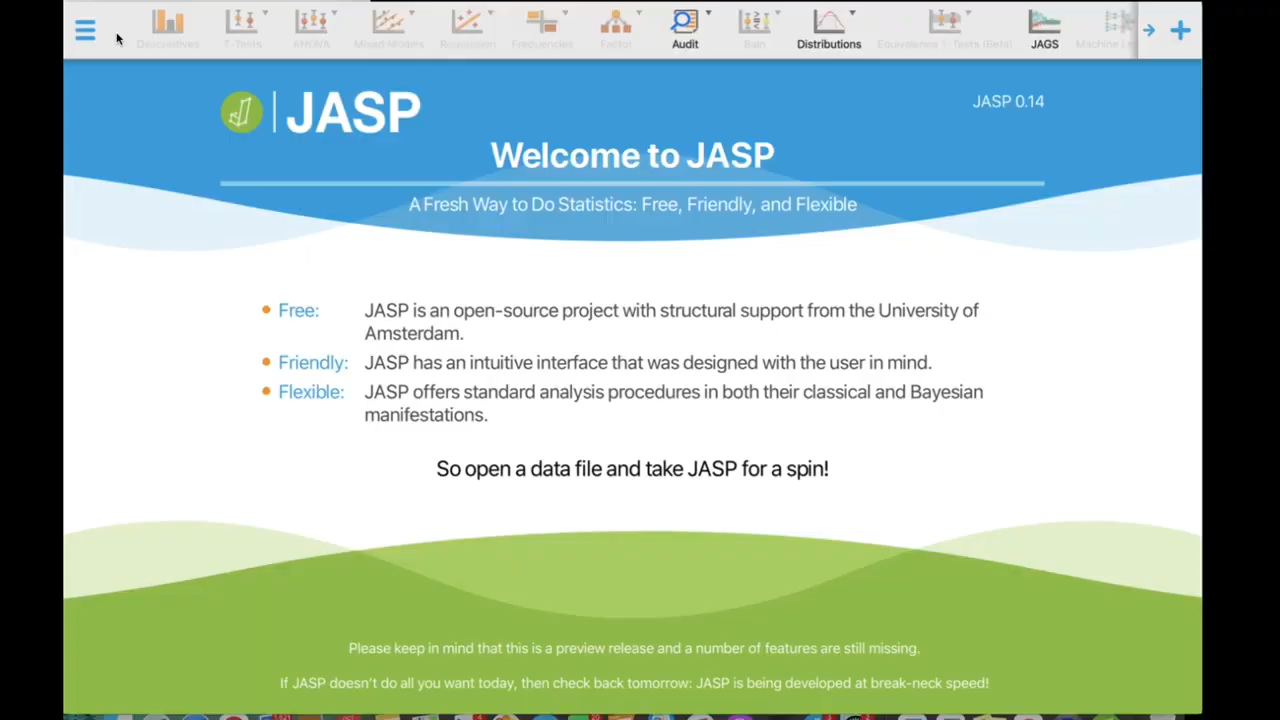 Descriptives T-Tests ANOVA Mixed Models Regression Frequencies Factor Audit Bain Distributions Equivalence T-Tests (Beta) JAGS Machine
JASP
JASP 0.14
Welcome to JASP
A Fresh Way to Do Statistics: Free, Friendly, and Flexible
Free: JASP is an open-source project with structural support from the University of
Amsterdam.
Friendly: JASP has an intuitive interface that was designed with the user in mind.
Flexible: JASP offers standard analysis procedures in both their classical and Bayesian
manifestations.
So open a data file and take JASP for a spin!
Please keep in mind that this is a preview release and a number of features are still missing.
If JASP doesn't do all you want today, then check back tomorrow: JASP is being developed at break-neck speed!